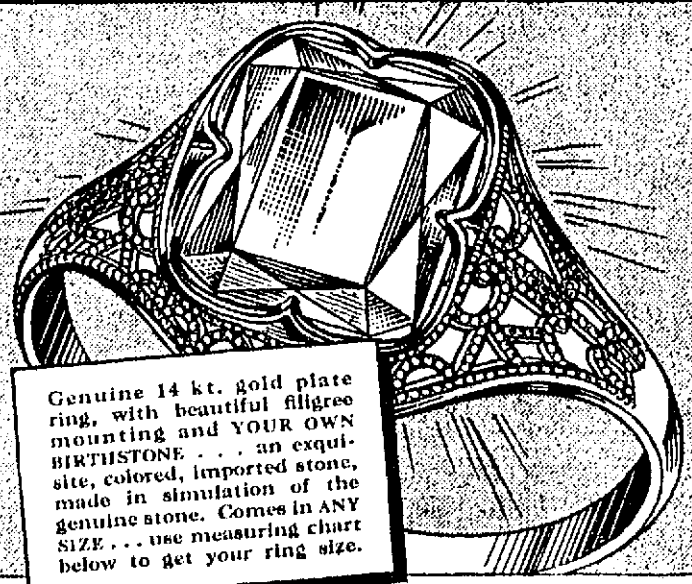 Genuine 14 kt. gold plate
ring, with beautiful filigree
mounting and YOUR OWN
BIRTHSTONE . . . an exqui-
site, colored, imported stone,
made in simulation of the
genuine stone. Comes in ANY
SIZE . . . use measuring chart
below to get your ring size.